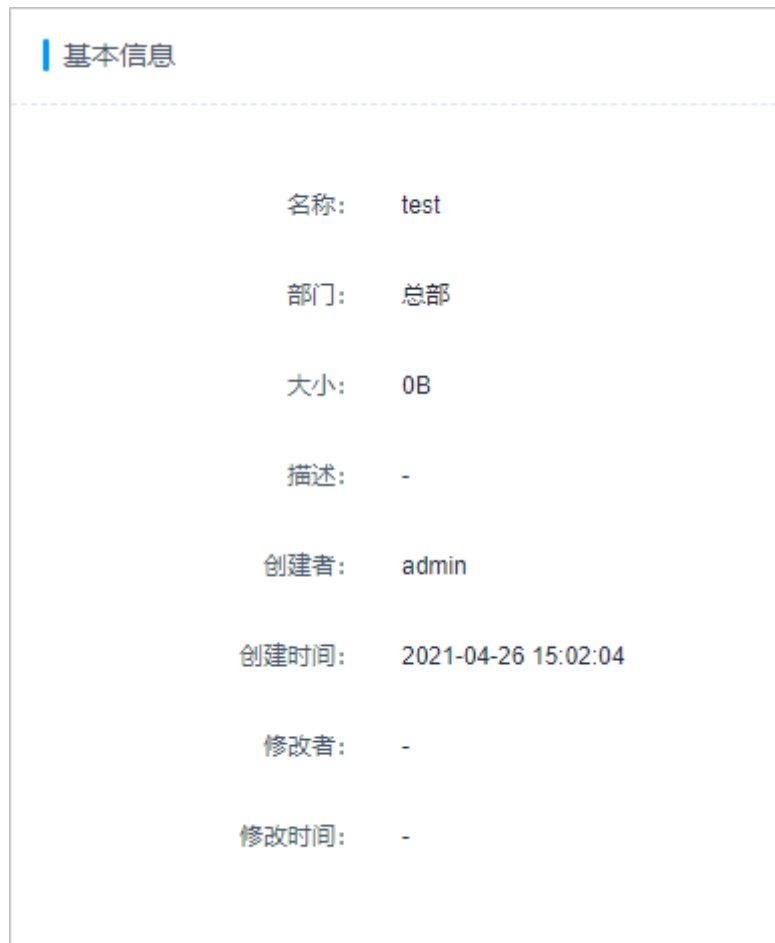 基本信息
名称： test
部门： 总部
大小： 0B
描述： -
创建者： admin
创建时间： 2021-04-26 15:02:04
修改者： -
修改时间： -